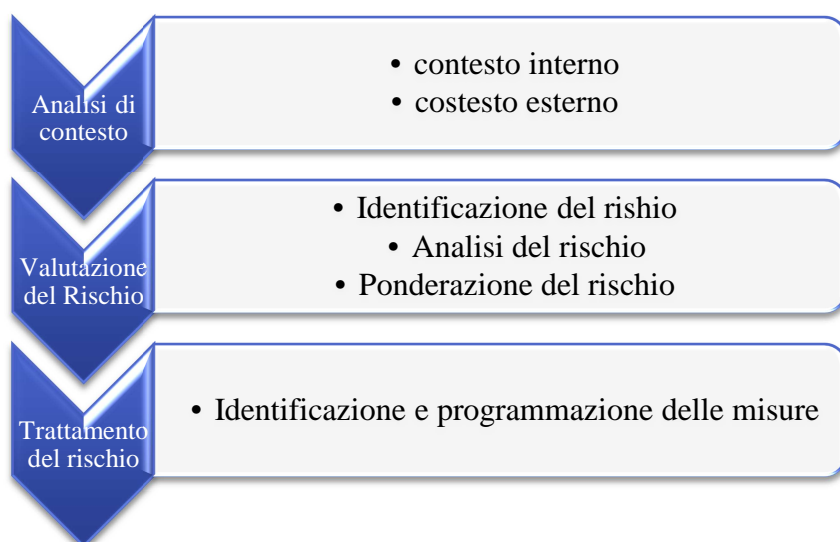 Analisi di
contesto
• contesto interno
• costesto esterno
Valutazione
del Rischio
• Identificazione del rishio
• Analisi del rischio
• Ponderazione del rischio
Trattamento
del rischio
• Identificazione e programmazione delle misure